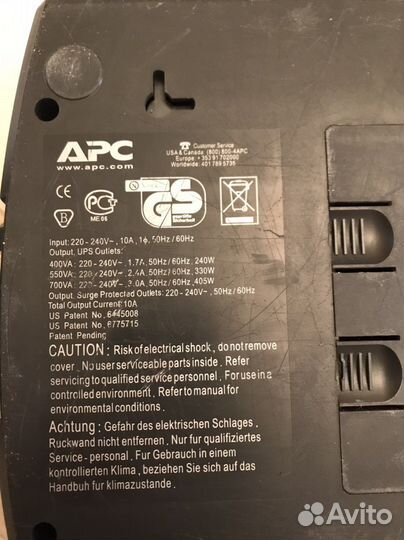 APC
www.apc.com
Customer Service
USA & Canada (800) 800-4APC
Europe: +353 91 702000
Worldwide: 401 789 5735
CE
PCT
ME 06
B
GS
geprüfte
Sicherheit
Input: 220 - 240V~, 10A, 1ϕ, 50Hz / 60Hz
Output, UPS Outlets:
400VA: 220 - 240V~, 1.7A, 50Hz / 60Hz, 240W
550VA: 220 - 240V~, 2.4A, 50Hz / 60Hz, 330W
700VA: 220 - 240V~, 3.0A, 50Hz / 60Hz, 405W
Output, Surge Protected Outlets: 220 - 240V~, 50Hz / 60Hz
Total Output Current: 10A
US Patent No. 6445008
US Patent No. 6775715
Patent Pending
CAUTION: Risk of electrical shock, do not remove
cover. No user serviceable parts inside. Refer
servicing to qualified service personnel. For use in a
controlled environment. Refer to manual for
environmental conditions.
Achtung: Gefahr des elektrischen Schlages.
Ruckwand nicht entfernen. Nur fur qualifiziertes
Service - personal. Fur Gebrauch in einem
kontrollierten Klima, beziehen Sie sich auf das
Handbuh fur klimazustande.
Avito